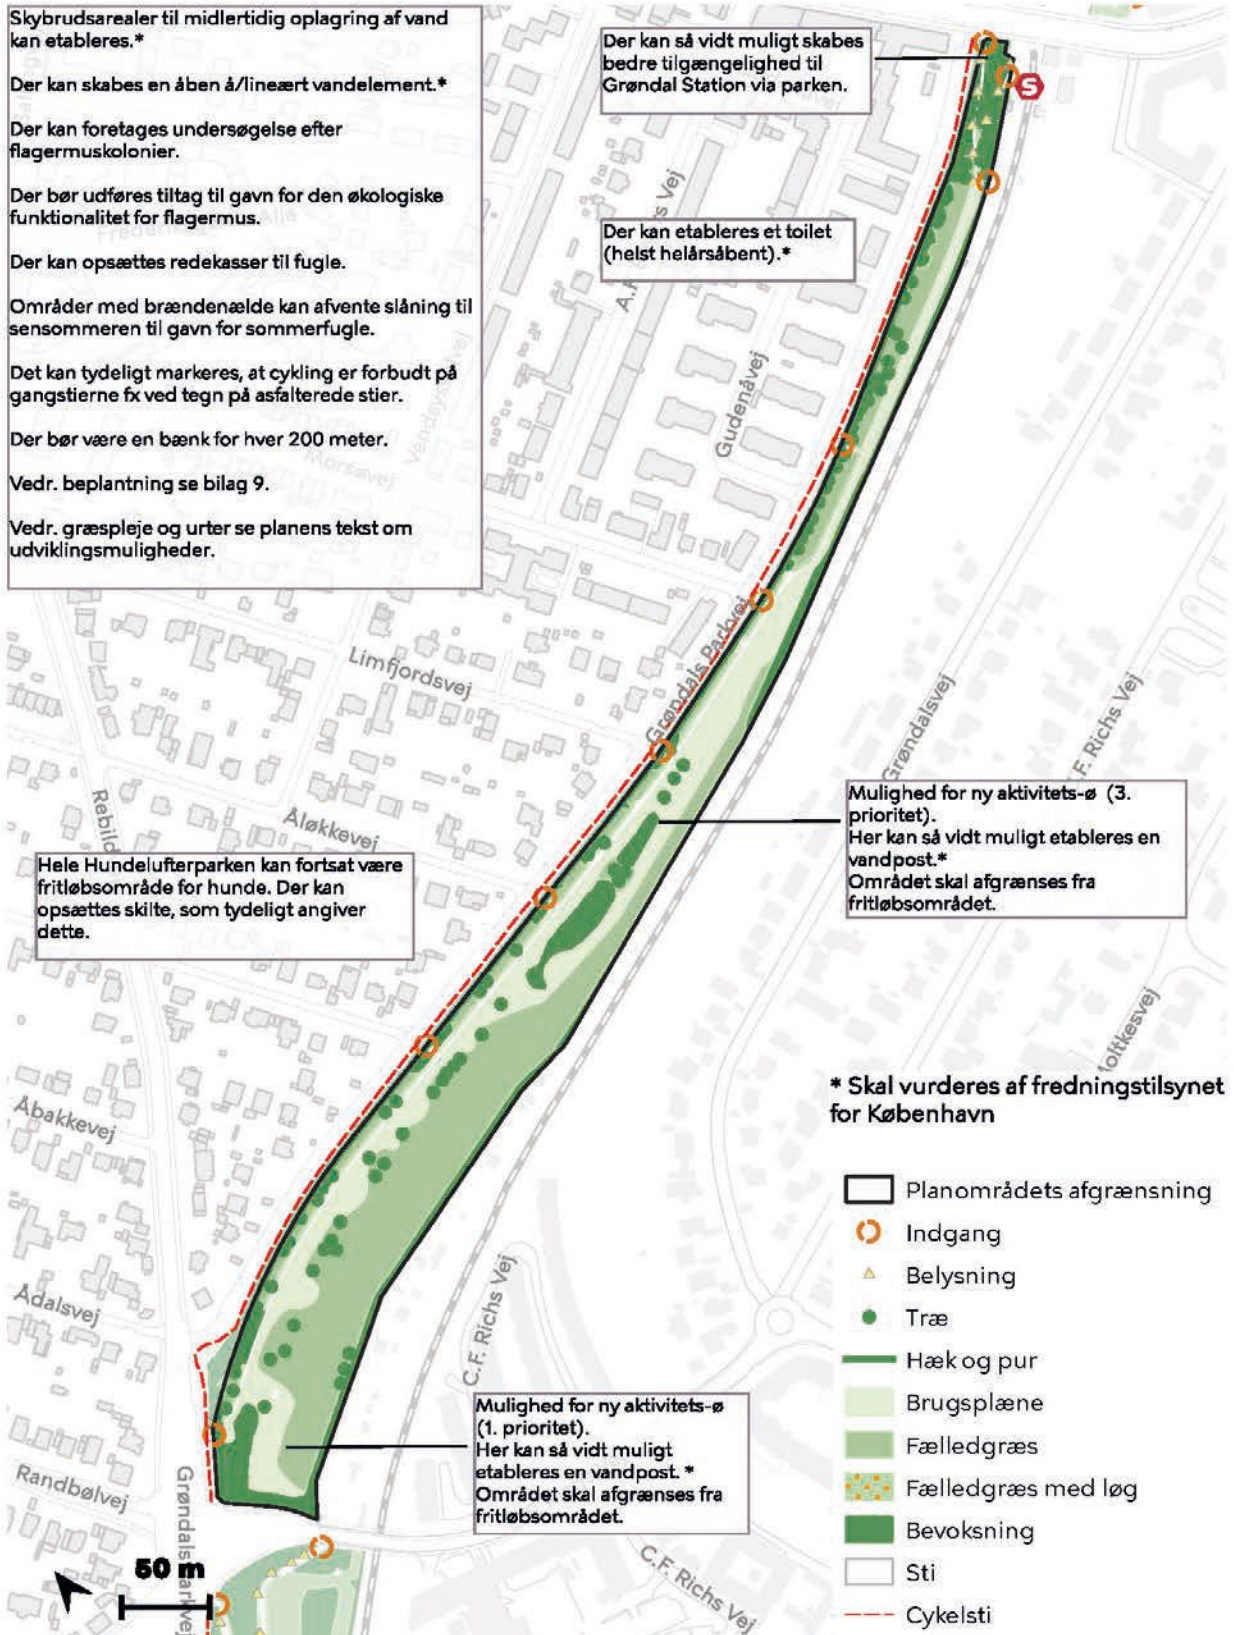 Skybrudsarealer til midlertidig oplagring af vand
kan etableres.*
Der kan skabes en åben å/lineært vandelement.*
Der kan foretages undersøgelse efter
flagermuskolonier.
Der bør udføres tiltag til gavn for den økologiske
funktionalitet for flagermus.
Der kan opsættes redekasser til fugle.
Områder med brændenælde kan afvente slåning til
sensommeren til gavn for sommerfugle.
Det kan tydeligt markeres, at cykling er forbudt på
gangstierne fx ved tegn på asfalterede stier.
Der bør være en bænk for hver 200 meter.
Vedr. beplantning se bilag 9.
Vedr. græspleje og urter se planens tekst om
udviklingsmuligheder.
Der kan så vidt muligt skabes
bedre tilgængelighed til
Grøndal Station via parken.
S
Der kan etableres et toilet
(helst helårsåbent).*
Gudenåvej
Morsøvej
Limfjordsvej
Grøndals Parkvej
Grøndalsvej
C.F. Richs Vej
Rebild
Åløkkevej
Mulighed for ny aktivitets-ø (3.
prioritet).
Her kan så vidt muligt etableres en
vandpost.*
Området skal afgrænses fra
fritløbsområdet.
Hele Hundelufterparken kan fortsat være
fritløbsområde for hunde. Der kan
opsættes skilte, som tydeligt angiver
dette.
Åbakkevej
Ådalsvej
Randbølvej
Grøndals Parkvej
C.F. Richs Vej
Mulighed for ny aktivitets-ø
(1. prioritet).
Her kan så vidt muligt
etableres en vandpost. *
Området skal afgrænses fra
fritløbsområdet.
C.F. Richs Vej
50 m
* Skal vurderes af fredningstilsynet
for København
Planområdets afgrænsning
Indgang
Belysning
Træ
Hæk og pur
Brugsplæne
Fælledgræs
Fælledgræs med løg
Bevoksning
Sti
Cykelsti